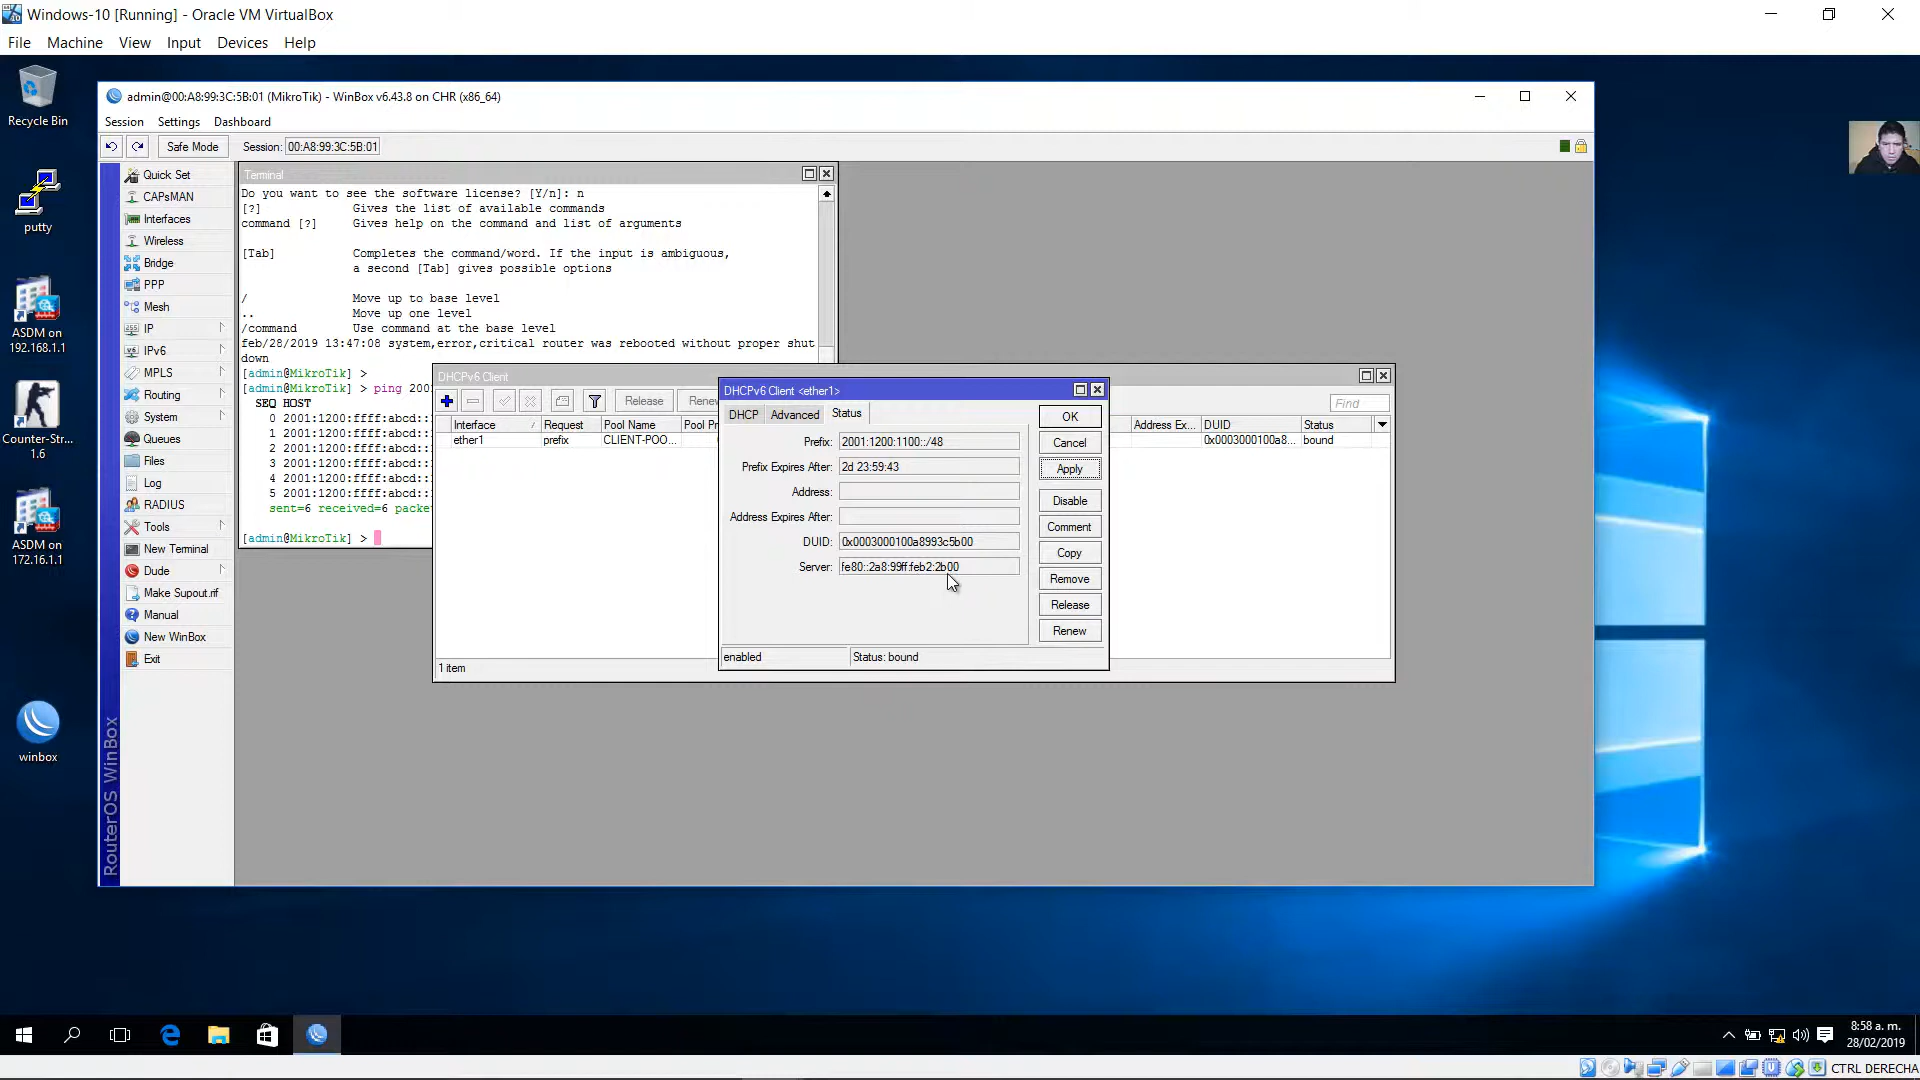 Windows-10 [Running] - Oracle VM VirtualBox
File Machine View Input Devices Help
Recycle Bin
putty
ASDM on
192.168.1.1
Counter-Str...
1.6
ASDM on
172.16.1.1
winbox
admin@00:A8:99:3C:5B:01 (MikroTik) - WinBox v6.43.8 on CHR (x86_64)
Session Settings Dashboard
Safe Mode Session: 00:A8:99:3C:5B:01
Quick Set
CAPsMAN
Interfaces
Wireless
Bridge
PPP
Mesh
IP
IPv6
MPLS
Routing
System
Queues
Files
Log
RADIUS
Tools
New Terminal
Dude
Make Supout.rif
Manual
New WinBox
Exit
RouterOS WinBox
Terminal
Do you want to see the software license? [Y/n]: n
[?] Gives the list of available commands
command [?] Gives help on the command and list of arguments
[Tab] Completes the command/word. If the input is ambiguous,
a second [Tab] gives possible options
/ Move up to base level
.. Move up one level
/command Use command at the base level
feb/28/2019 13:47:08 system,error,critical router was rebooted without proper shut
down
[admin@MikroTik] >
[admin@MikroTik] > ping 2001
SEQ HOST
0 2001:1200:ffff:abcd::
1 2001:1200:ffff:abcd::
2 2001:1200:ffff:abcd::
3 2001:1200:ffff:abcd::
4 2001:1200:ffff:abcd::
5 2001:1200:ffff:abcd::
sent=6 received=6 packe
[admin@MikroTik] >
DHCPv6 Client
Release Renew Find
Interface Request Pool Name Pool Pr Address Ex... DUID Status
ether1 prefix CLIENT-POO... 0x0003000100a8... bound
1 item
DHCPv6 Client <ether1>
DHCP Advanced Status
Prefix: 2001:1200:1100::/48
Prefix Expires After: 2d 23:59:43
Address:
Address Expires After:
DUID: 0x0003000100a8993c5b00
Server: fe80::2a8:99ff:feb2:2b00
OK
Cancel
Apply
Disable
Comment
Copy
Remove
Release
Renew
enabled Status: bound
8:58 a. m.
28/02/2019
CTRL DERECHA